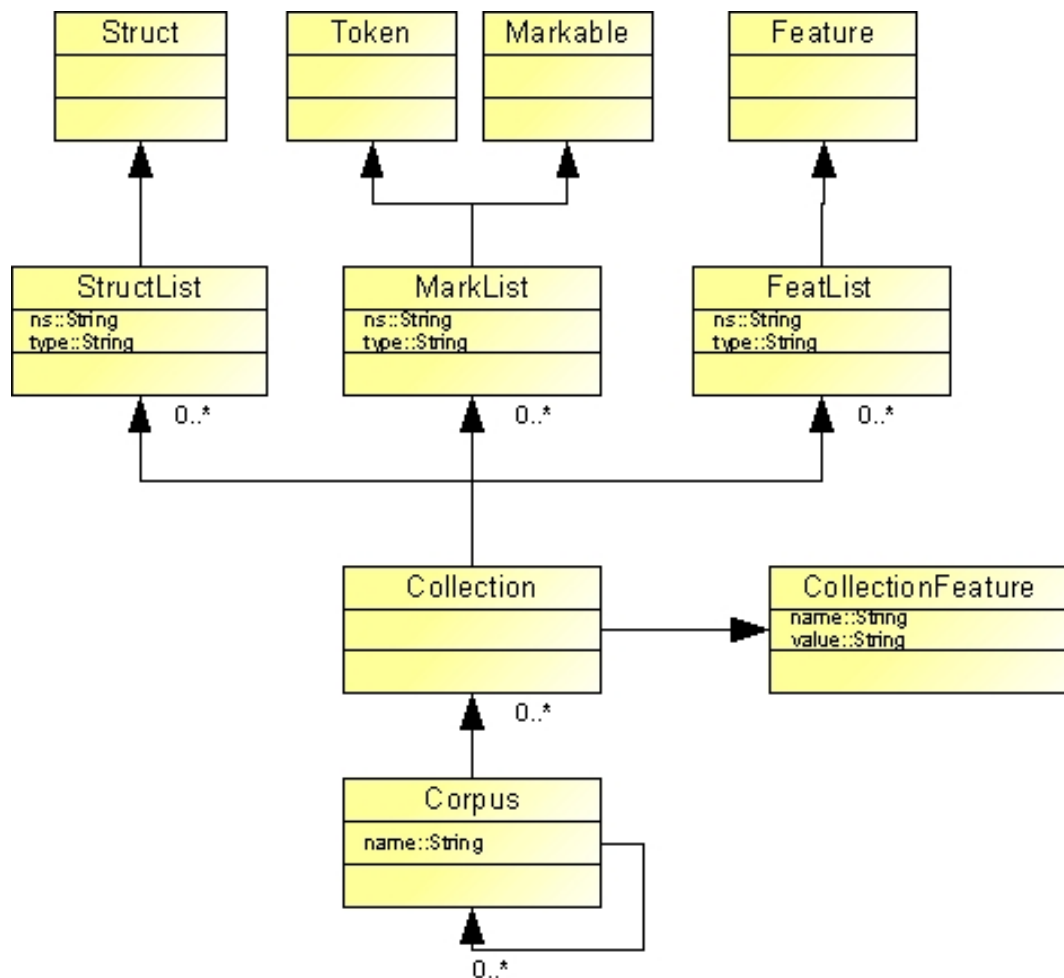 Struct
Token
Markable
Feature
StructList
ns::String
type::String
MarkList
ns::String
type::String
FeatList
ns::String
type::String
0..*
0..*
0..*
Collection
CollectionFeature
name::String
value::String
0..*
Corpus
name::String
0..*